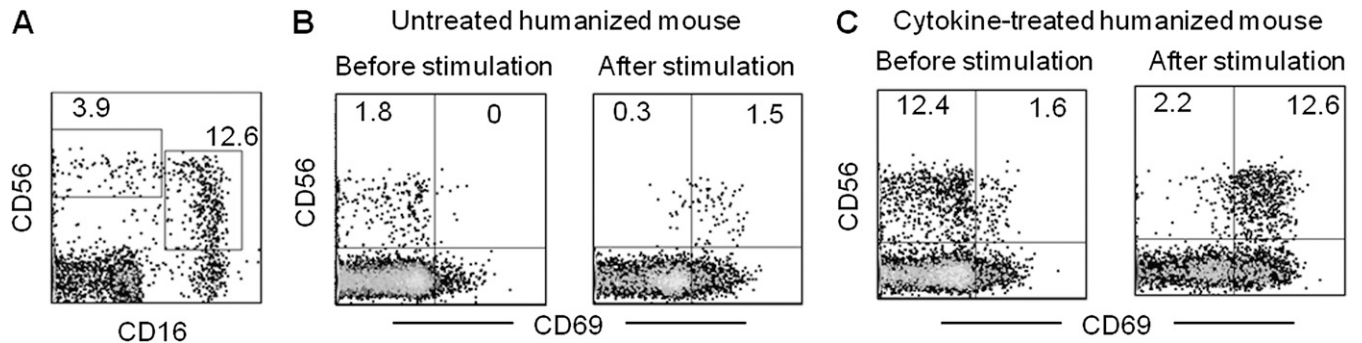 A
3.9
12.6
CD56
CD16
B
Untreated humanized mouse
Before stimulation
After stimulation
1.8
0
0.3
1.5
CD56
CD69
C
Cytokine-treated humanized mouse
Before stimulation
After stimulation
12.4
1.6
2.2
12.6
CD56
CD69